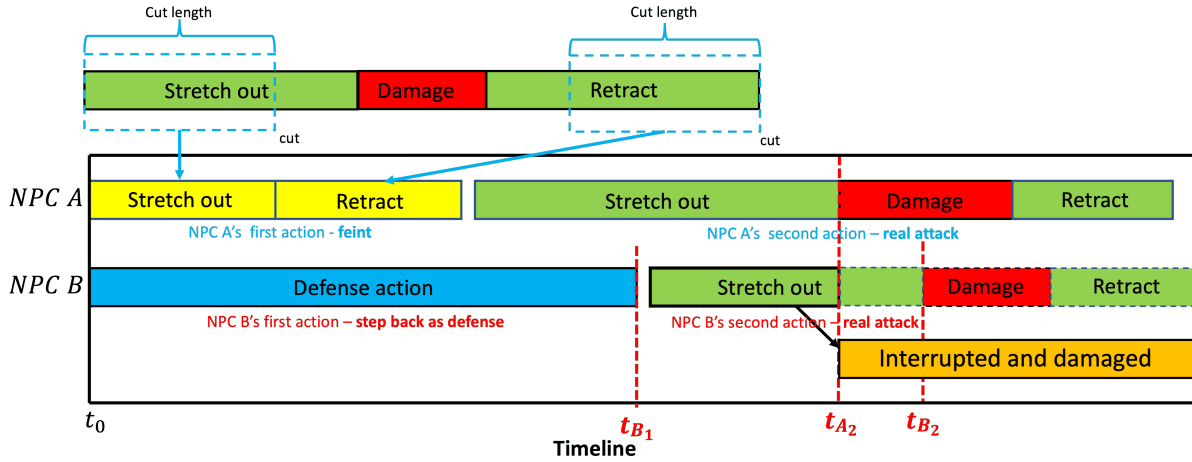 Cut length
Cut length
Stretch out
Damage
Retract
cut
cut
NPC A
Stretch out
Retract
Stretch out
Damage
Retract
NPC A's first action - feint
NPC A's second action – real attack
NPC B
Defense action
Stretch out
Damage
Retract
NPC B's first action – step back as defense
NPC B's second action – real attack
Interrupted and damaged
t0
tB1
tA2
tB2
Timeline